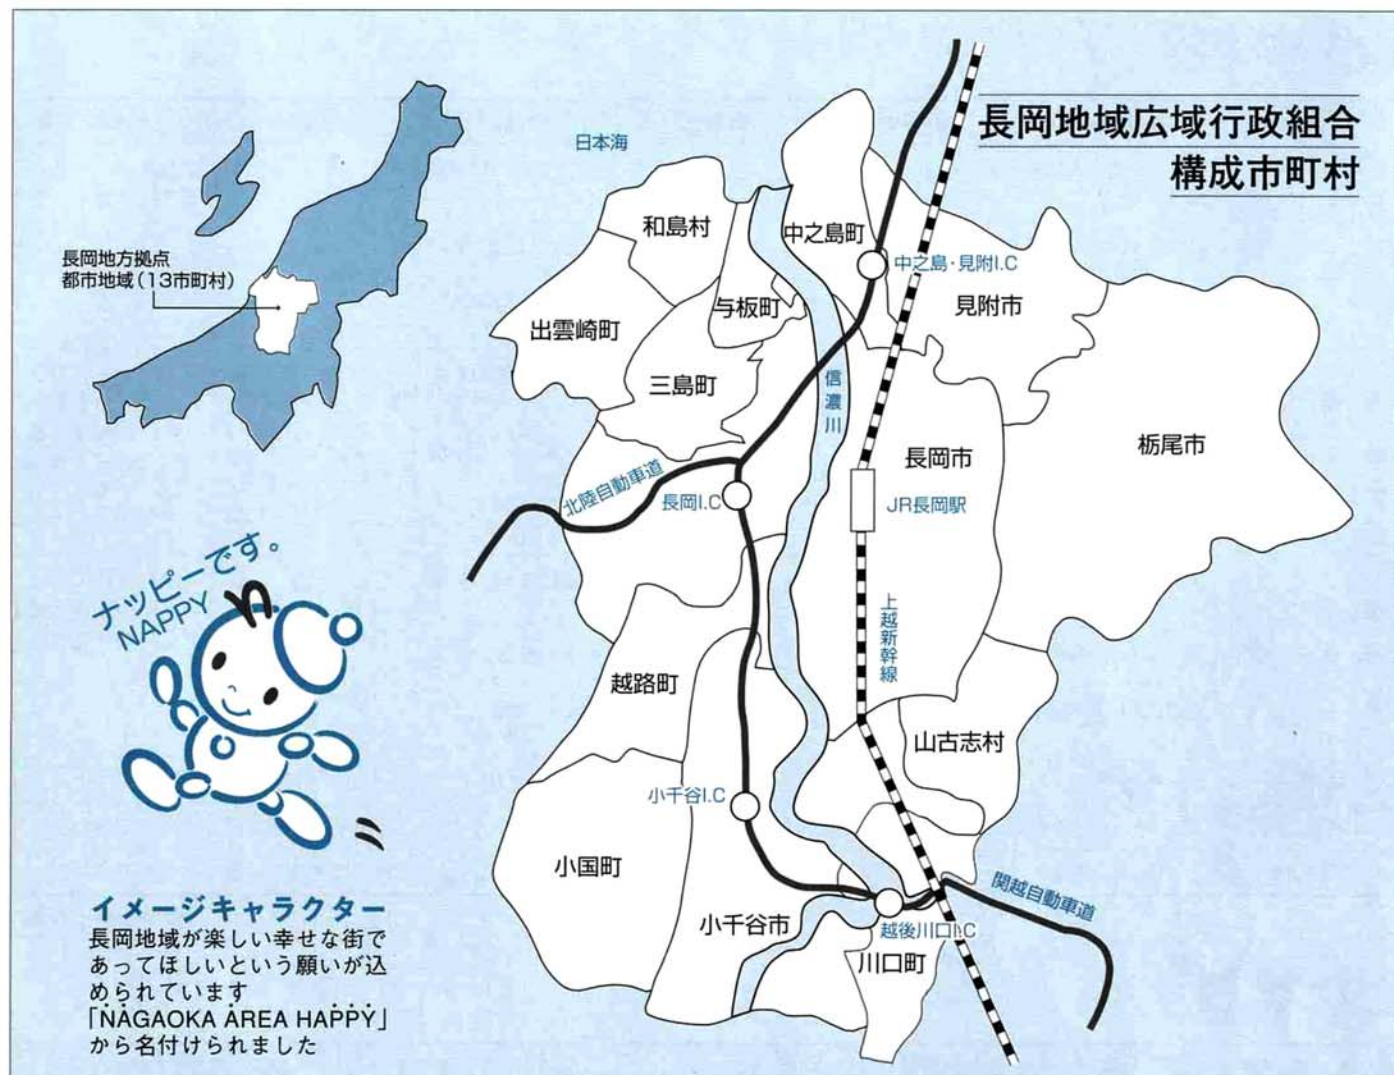 長岡地域広域行政組合
構成市町村
長岡地方拠点
都市地域(13市町村)
日本海
和島村
中之島町
中之島・見附I.C
与板町
見附市
出雲崎町
三島町
信濃川
栃尾市
長岡市
北陸自動車道
長岡I.C
JR長岡駅
上越新幹線
越路町
山古志村
小千谷I.C
小国町
関越自動車道
小千谷市
越後川口I.C
川口町
ナッピーです。
NAPPY
イメージキャラクター
長岡地域が楽しい幸せな街で
あってほしいという願いが込
められています
「NAGAOKA AREA HAPPY」
から名付けられました